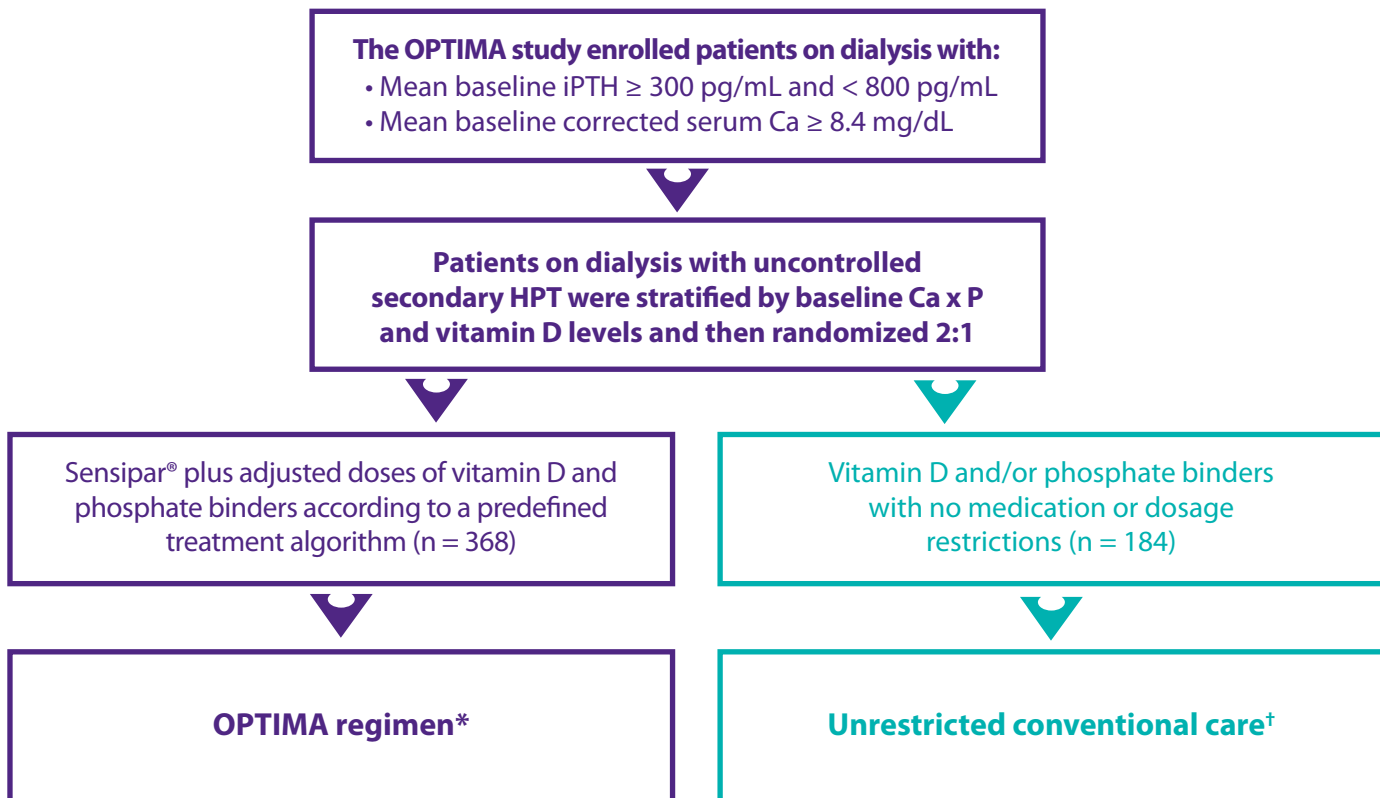 The OPTIMA study enrolled patients on dialysis with:
• Mean baseline iPTH ≥ 300 pg/mL and < 800 pg/mL
• Mean baseline corrected serum Ca ≥ 8.4 mg/dL
Patients on dialysis with uncontrolled
secondary HPT were stratified by baseline Ca x P
and vitamin D levels and then randomized 2:1
Sensipar® plus adjusted doses of vitamin D and
phosphate binders according to a predefined
treatment algorithm (n = 368)
Vitamin D and/or phosphate binders
with no medication or dosage
restrictions (n = 184)
OPTIMA regimen*
Unrestricted conventional care†